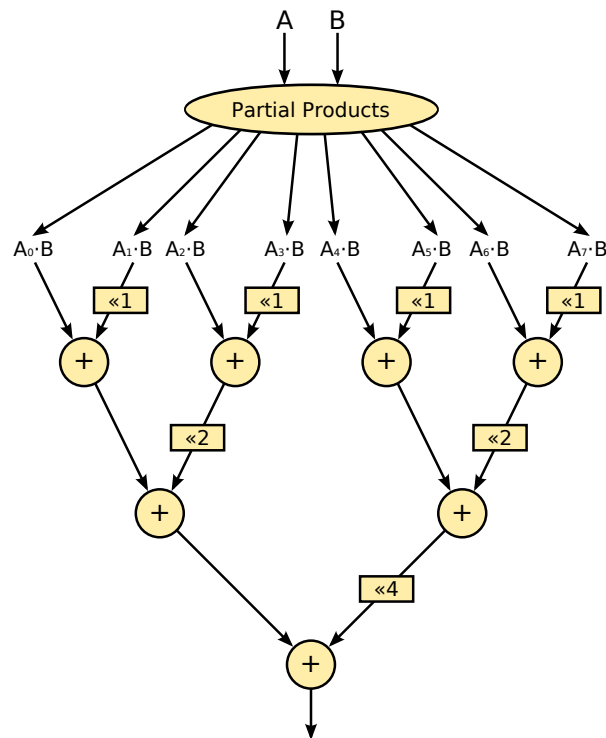 A B
Partial Products
A₀·B A₁·B A₂·B A₃·B A₄·B A₅·B A₆·B A₇·B
«1 «1 «1 «1
+ + + +
«2 «2
+ +
«4
+